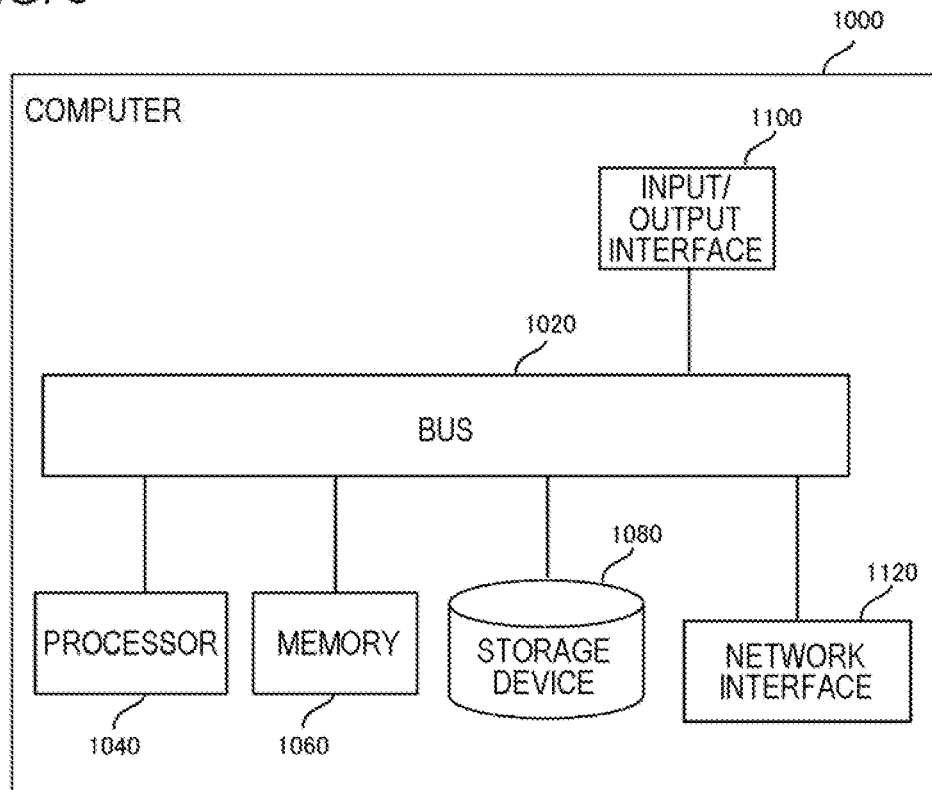 1000
COMPUTER
1100
INPUT/
OUTPUT
INTERFACE
1020
BUS
1080
1120
PROCESSOR
MEMORY
STORAGE
DEVICE
NETWORK
INTERFACE
1040
1060